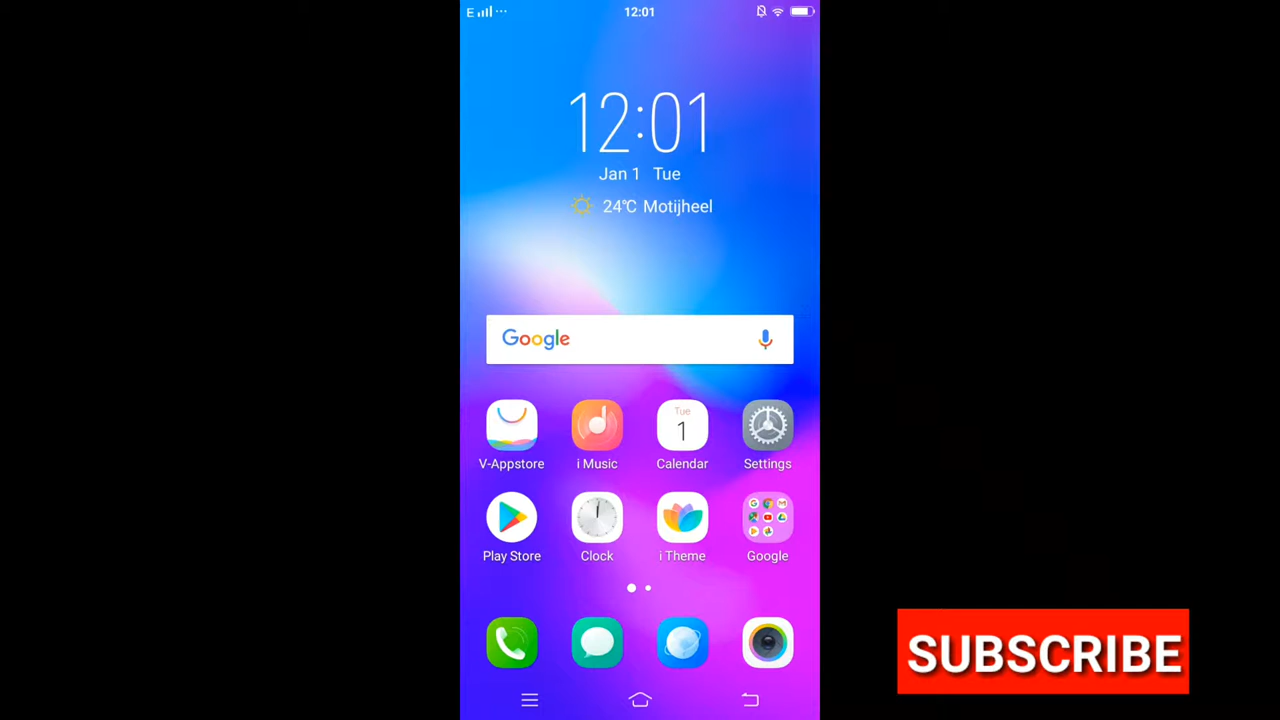 E 12:01
12:01
Jan 1 Tue
24℃ Motijheel
Google
Tue
1
V-Appstore i Music Calendar Settings
Play Store Clock i Theme Google
SUBSCRIBE